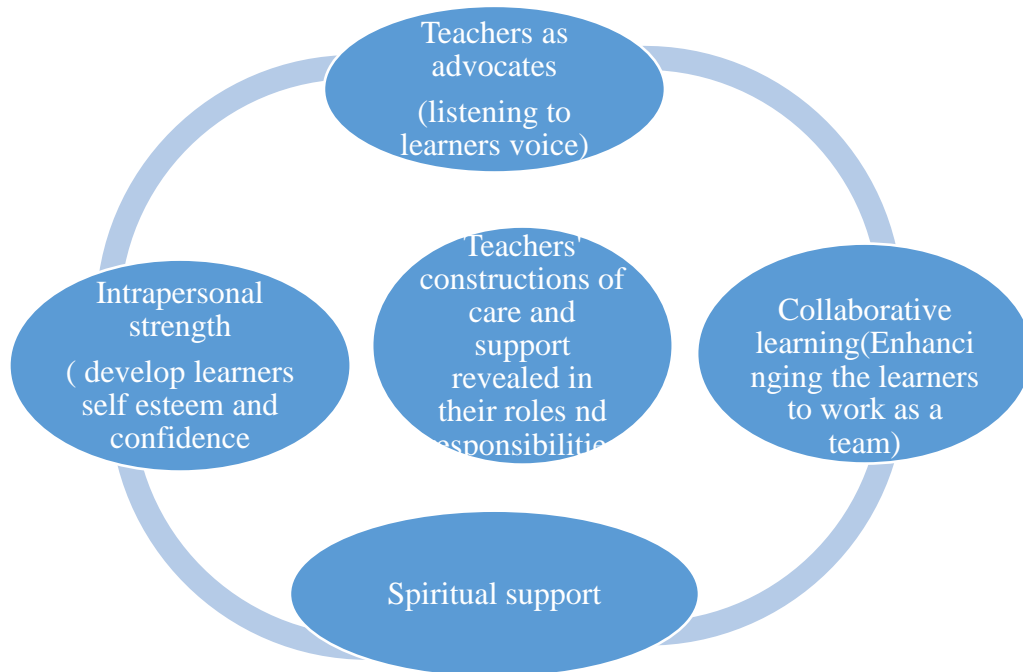 Teachers as
advocates
(listening to
learners voice)
Intrapersonal
strength
( develop learners
self esteem and
confidence
Teachers'
constructions of
care and
support
revealed in
their roles nd
esponsibilitie
Collaborative
learning(Enhanci
nging the learners
to work as a
team)
Spiritual support